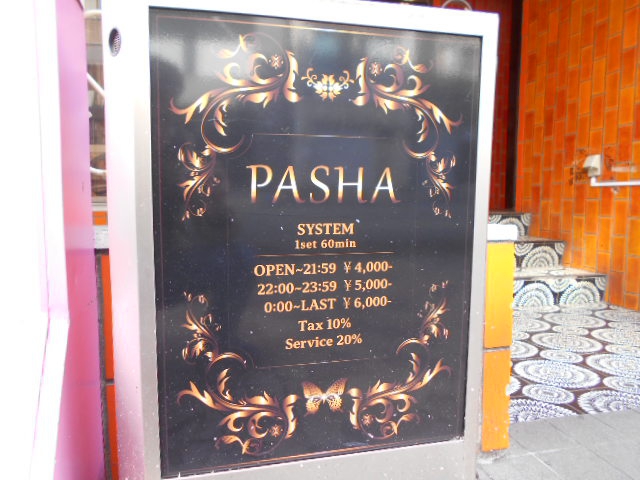 PASHA
SYSTEM
1set 60min
OPEN~21:59 ¥4,000-
22:00~23:59 ¥5,000-
0:00~LAST ¥6,000-
Tax 10%
Service 20%